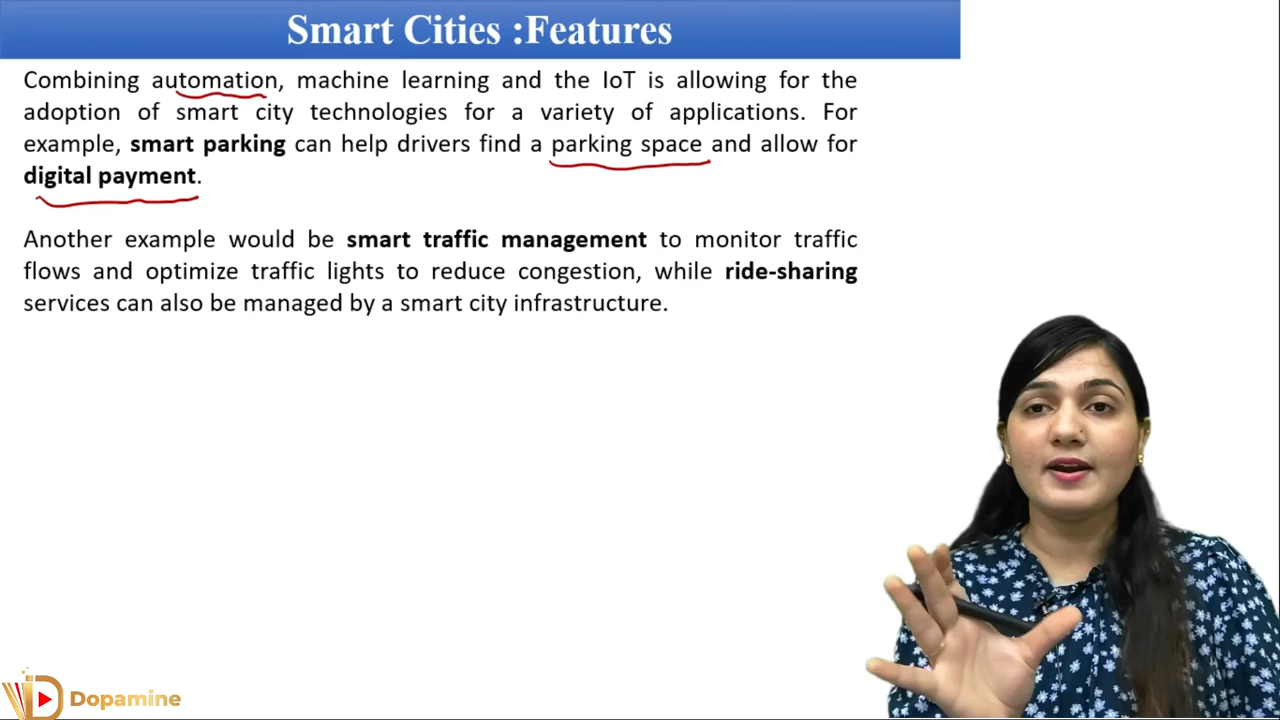 Smart Cities :Features
Combining automation, machine learning and the IoT is allowing for the
adoption of smart city technologies for a variety of applications. For
example, smart parking can help drivers find a parking space and allow for
digital payment.
Another example would be smart traffic management to monitor traffic
flows and optimize traffic lights to reduce congestion, while ride-sharing
services can also be managed by a smart city infrastructure.
Dopamine